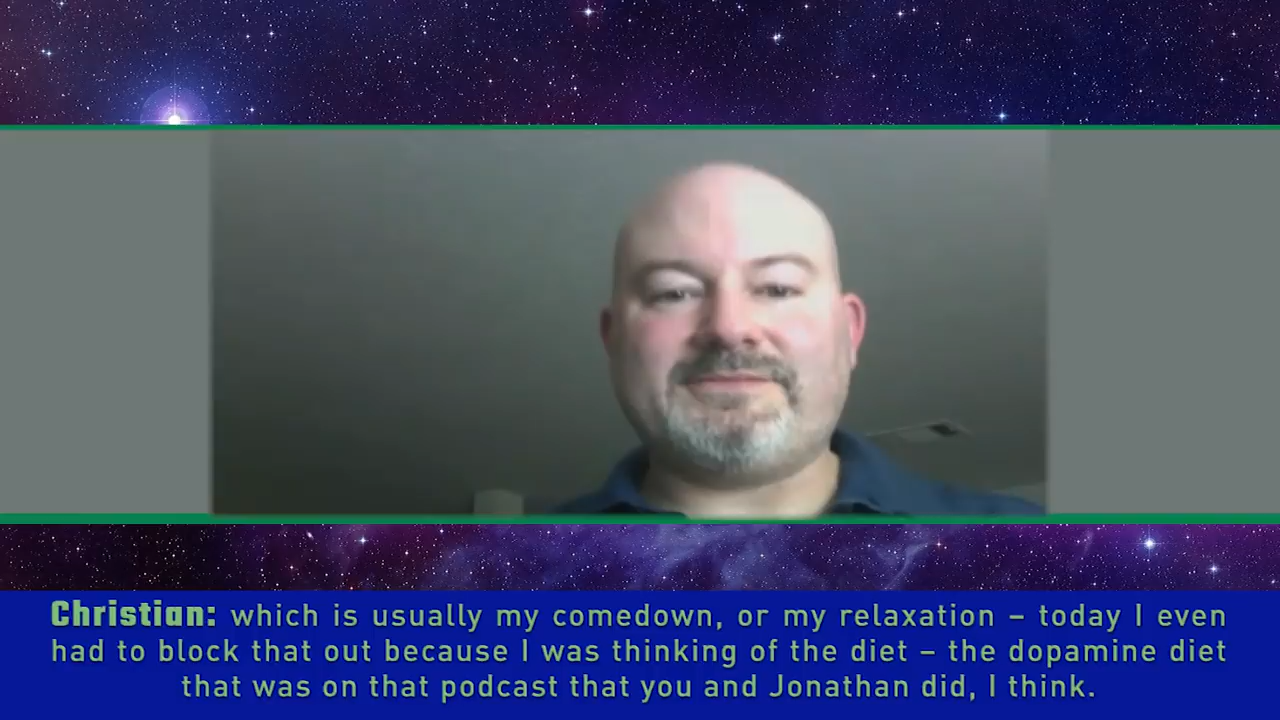 Christian: which is usually my comedown, or my relaxation – today I even
had to block that out because I was thinking of the diet – the dopamine diet
that was on that podcast that you and Jonathan did, I think.